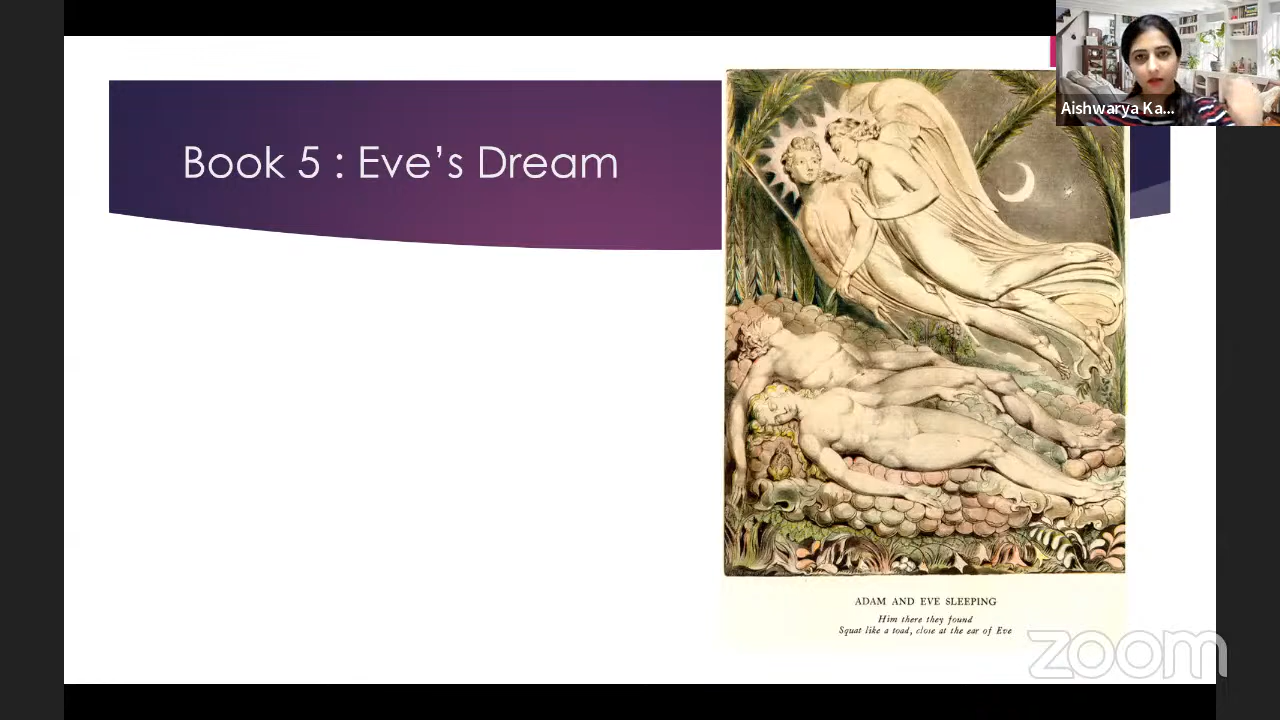 Book 5 : Eve’s Dream
Aishwarya Ka...
ADAM AND EVE SLEEPING
Him there they found
Squat like a toad, close at the ear of Eve
zoom